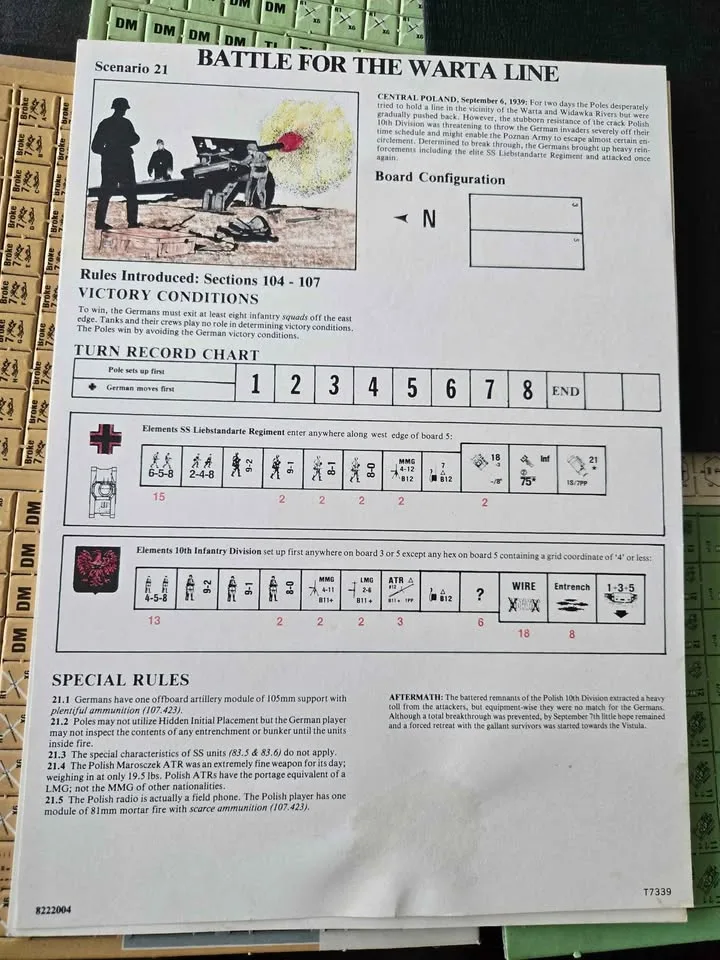 DM DM DM DM
Scenario 21
BATTLE FOR THE WARTA LINE
CENTRAL POLAND, September 6, 1939: For two days the Poles desperately
tried to hold a line in the vicinity of the Warta and Widawka Rivers but were
gradually pushed back. However, the stubborn resistance of the crack Polish
10th Division was threatening to throw the German invaders severely off their
time schedule and might enable the Poznan Army to escape almost certain en-
circlement. Determined to break through, the Germans brought up heavy rein-
forcements including the elite SS Liebstandarte Regiment and attacked once
again.
Board Configuration
N
3
5
Rules Introduced: Sections 104 - 107
VICTORY CONDITIONS
To win, the Germans must exit at least eight infantry squads off the east
edge. Tanks and their crews play no role in determining victory conditions.
The Poles win by avoiding the German victory conditions.
TURN RECORD CHART
Pole sets up first
German moves first
1 2 3 4 5 6 7 8 END
Elements SS Liebstandarte Regiment enter anywhere along west edge of board 5:
6-5-8 2-4-8 9-2 9-1 8-1 8-0 MMG 4-12 B12 7 B12 18 -/8* Inf 75* 21 * 18/7PP
15 2 2 2 2 2
Elements 10th Infantry Division set up first anywhere on board 3 or 5 except any hex on board 5 containing a grid coordinate of '4' or less:
4-5-8 9-2 9-1 8-0 MMG 4-11 B11+ LMG 2-6 B11+ ATR B11+ 1PP B12 ? WIRE Entrench 1+3+5
13 2 2 2 3 6 18 8
SPECIAL RULES
21.1 Germans have one offboard artillery module of 105mm support with
plentiful ammunition (107.423).
21.2 Poles may not utilize Hidden Initial Placement but the German player
may not inspect the contents of any entrenchment or bunker until the units
inside fire.
21.3 The special characteristics of SS units (83.5 & 83.6) do not apply.
21.4 The Polish Marosczek ATR was an extremely fine weapon for its day;
weighing in at only 19.5 lbs. Polish ATRs have the portage equivalent of a
LMG; not the MMG of other nationalities.
21.5 The Polish radio is actually a field phone. The Polish player has one
module of 81mm mortar fire with scarce ammunition (107.423).
AFTERMATH: The battered remnants of the Polish 10th Division extracted a heavy
toll from the attackers, but equipment-wise they were no match for the Germans.
Although a total breakthrough was prevented, by September 7th little hope remained
and a forced retreat with the gallant survivors was started towards the Vistula.
8222004
T7339